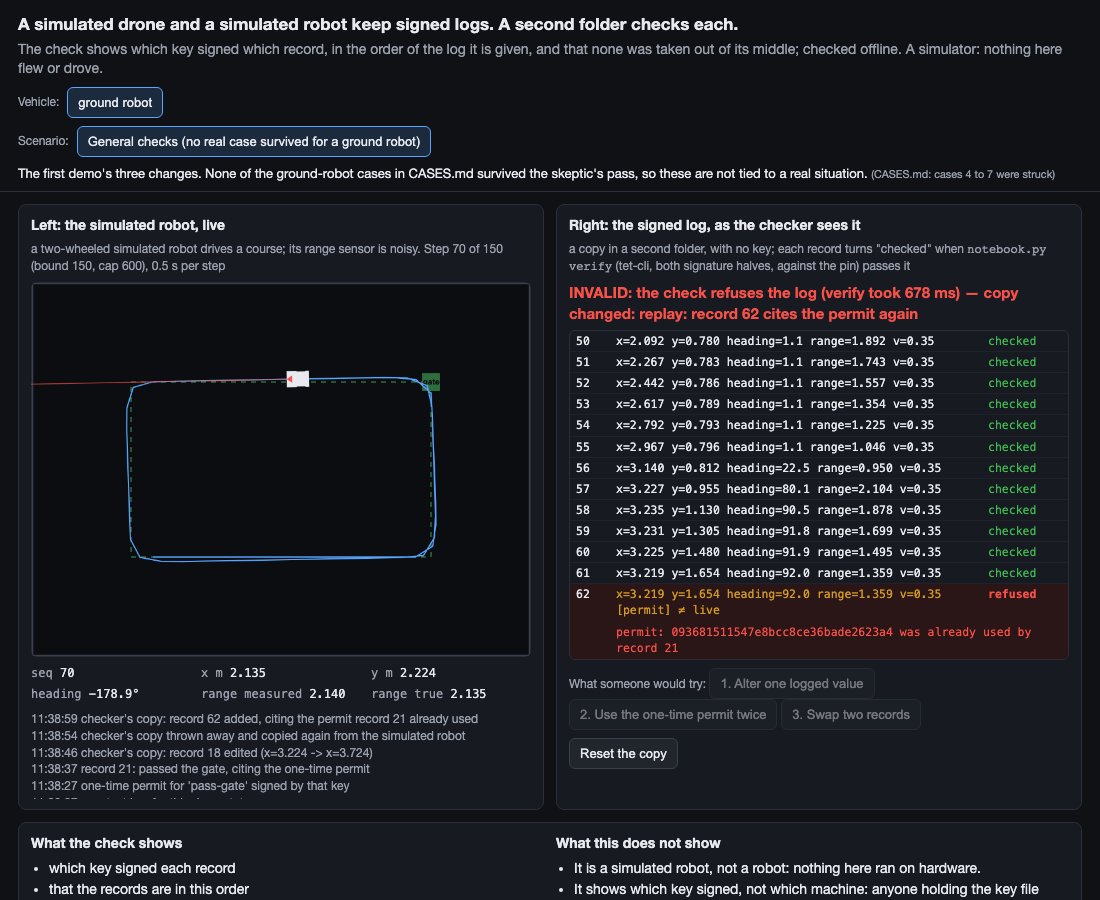 A simulated drone and a simulated robot keep signed logs. A second folder checks each.
The check shows which key signed which record, in the order of the log it is given, and that none was taken out of its middle; checked offline. A simulator: nothing here
flew or drove.
Vehicle: ground robot
Scenario: General checks (no real case survived for a ground robot)
The first demo's three changes. None of the ground-robot cases in CASES.md survived the skeptic's pass, so these are not tied to a real situation. (CASES.md: cases 4 to 7 were struck)
Left: the simulated robot, live
a two-wheeled simulated robot drives a course; its range sensor is noisy. Step 70 of 150
(bound 150, cap 600), 0.5 s per step
gate
seq 70 x m 2.135 y m 2.224
heading −178.9° range measured 2.140 range true 2.135
11:38:59 checker's copy: record 62 added, citing the permit record 21 already used
11:38:54 checker's copy thrown away and copied again from the simulated robot
11:38:46 checker's copy: record 18 edited (x=3.224 -> x=3.724)
11:38:37 record 21: passed the gate, citing the one-time permit
11:38:27 one-time permit for 'pass-gate' signed by that key
Right: the signed log, as the checker sees it
a copy in a second folder, with no key; each record turns "checked" when notebook.py
verify (tet-cli, both signature halves, against the pin) passes it
INVALID: the check refuses the log (verify took 678 ms) — copy
changed: replay: record 62 cites the permit again
50 x=2.092 y=0.780 heading=1.1 range=1.892 v=0.35 checked
51 x=2.267 y=0.783 heading=1.1 range=1.743 v=0.35 checked
52 x=2.442 y=0.786 heading=1.1 range=1.557 v=0.35 checked
53 x=2.617 y=0.789 heading=1.1 range=1.354 v=0.35 checked
54 x=2.792 y=0.793 heading=1.1 range=1.225 v=0.35 checked
55 x=2.967 y=0.796 heading=1.1 range=1.046 v=0.35 checked
56 x=3.140 y=0.812 heading=22.5 range=0.950 v=0.35 checked
57 x=3.227 y=0.955 heading=80.1 range=2.104 v=0.35 checked
58 x=3.235 y=1.130 heading=90.5 range=1.878 v=0.35 checked
59 x=3.231 y=1.305 heading=91.8 range=1.699 v=0.35 checked
60 x=3.225 y=1.480 heading=91.9 range=1.495 v=0.35 checked
61 x=3.219 y=1.654 heading=92.0 range=1.359 v=0.35 checked
62 x=3.219 y=1.654 heading=92.0 range=1.359 v=0.35 refused
[permit] ≠ live
permit: 093681511547e8bcc8ce36bade2623a4 was already used by
record 21
What someone would try: 1. Alter one logged value
2. Use the one-time permit twice 3. Swap two records
Reset the copy
What the check shows
• which key signed each record
• that the records are in this order
What this does not show
• It is a simulated robot, not a robot: nothing here ran on hardware.
• It shows which key signed, not which machine: anyone holding the key file